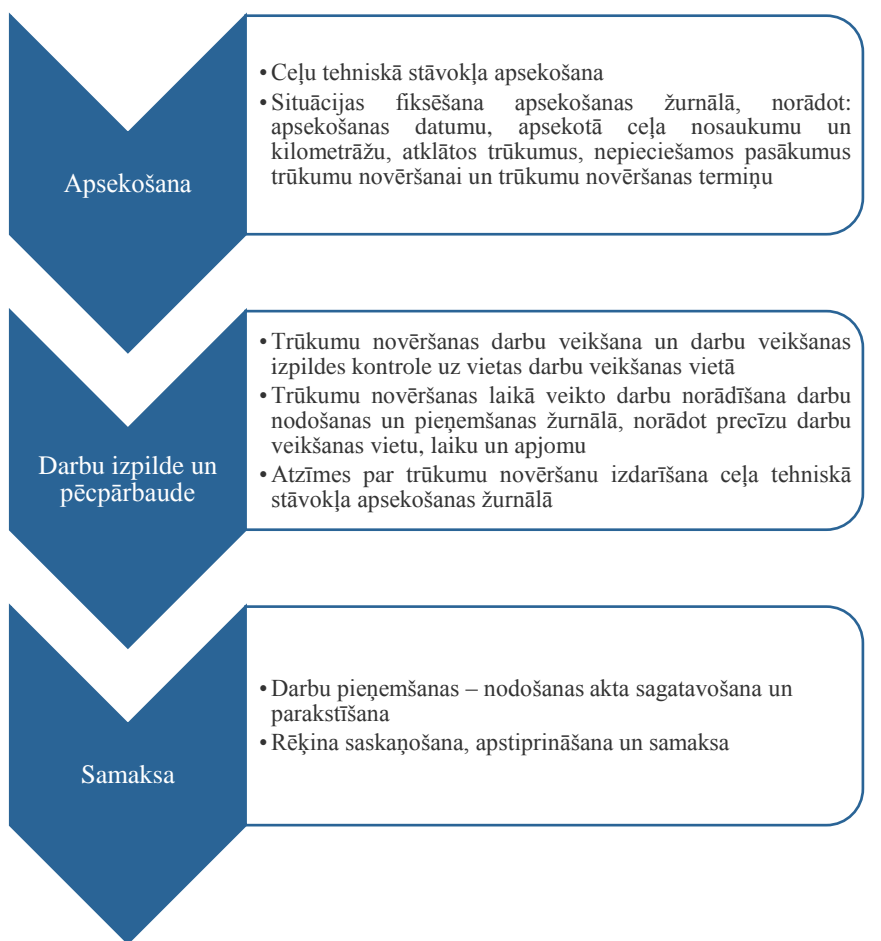 Apsekošana
• Ceļu tehniskā stāvokļa apsekošana
• Situācijas fiksēšana apsekošanas žurnālā, norādot:
apsekošanas datumu, apsekotā ceļa nosaukumu un
kilometrāžu, atklātos trūkumus, nepieciešamos pasākumus
trūkumu novēršanai un trūkumu novēršanas termiņu
Darbu izpilde un
pēcpārbaude
• Trūkumu novēršanas darbu veikšana un darbu veikšanas
izpildes kontrole uz vietas darbu veikšanas vietā
• Trūkumu novēršanas laikā veikto darbu norādīšana darbu
nodošanas un pieņemšanas žurnālā, norādot precīzu darbu
veikšanas vietu, laiku un apjomu
• Atzīmes par trūkumu novēršanu izdarīšana ceļa tehniskā
stāvokļa apsekošanas žurnālā
Samaksa
• Darbu pieņemšanas – nodošanas akta sagatavošana un
parakstīšana
• Rēķina saskaņošana, apstiprināšana un samaksa